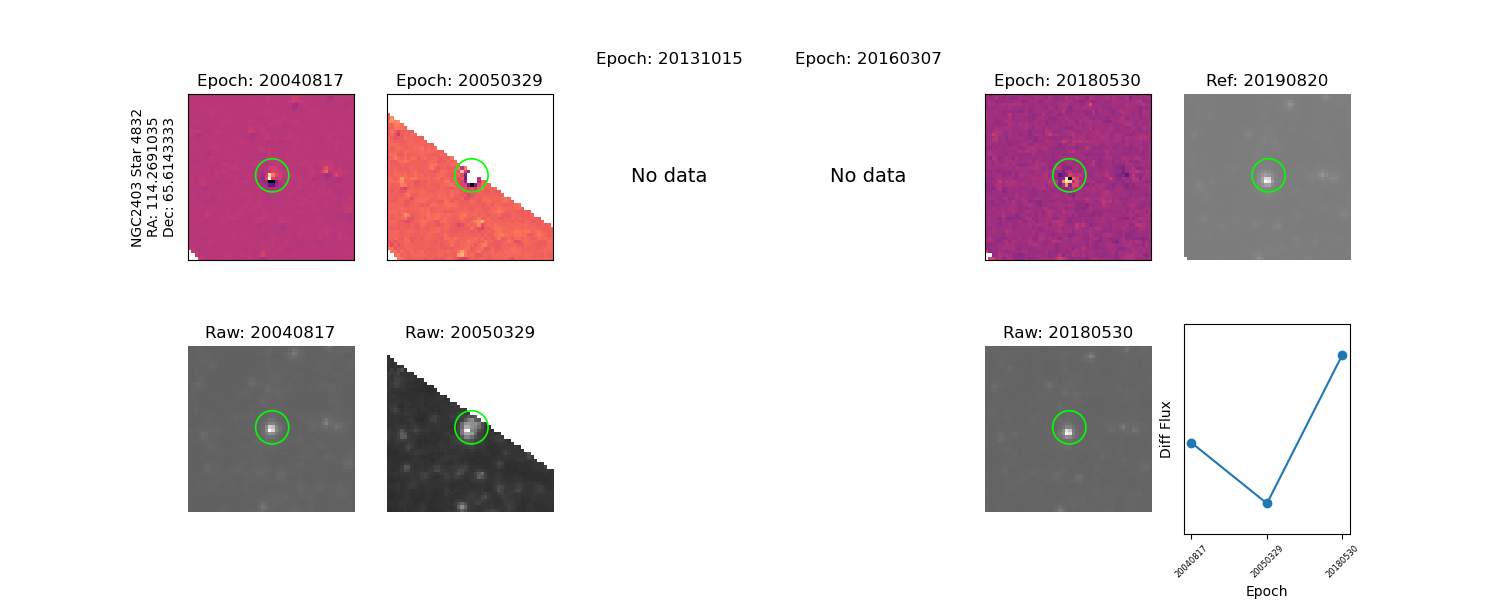 Epoch: 20040817
Epoch: 20050329
Epoch: 20131015
Epoch: 20160307
Epoch: 20180530
Ref: 20190820
NGC2403 Star 4832
RA: 114.2691035
Dec: 65.6143333
No data
No data
Raw: 20040817
Raw: 20050329
Raw: 20180530
Diff Flux
20040817
20050329
20180530
Epoch